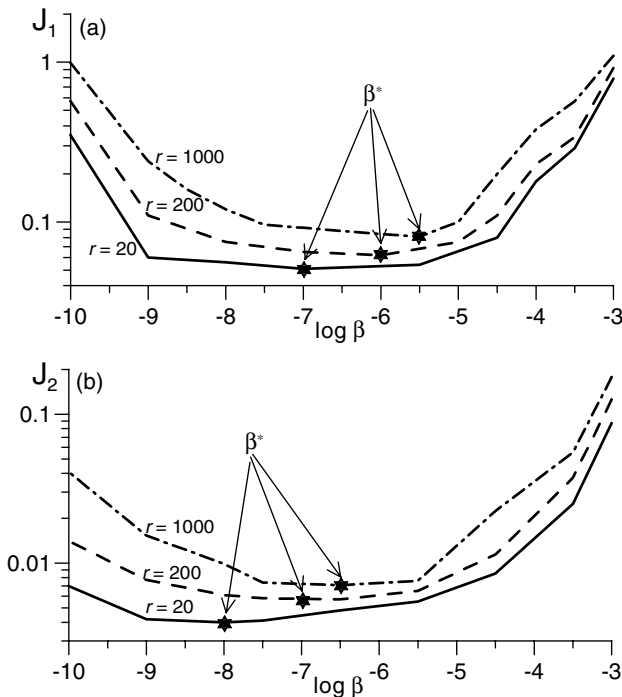 J1 (a)
1
β*
r = 1000
r = 200
0.1
r = 20
-10 -9 -8 -7 -6 -5 -4 -3
log β
J2 (b)
0.1
β*
r = 1000
0.01
r = 200
r = 20
-10 -9 -8 -7 -6 -5 -4 -3
log β